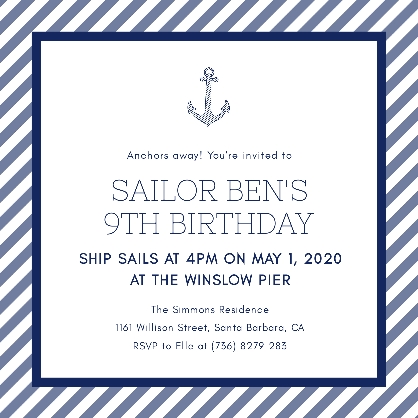 Anchors away! You're invited to
SAILOR BEN'S
9TH BIRTHDAY
SHIP SAILS AT 4PM ON MAY 1, 2020
AT THE WINSLOW PIER
The Simmons Residence
1161 Willison Street, Santa Barbara, CA
RSVP to Elle at (736) 8279 283